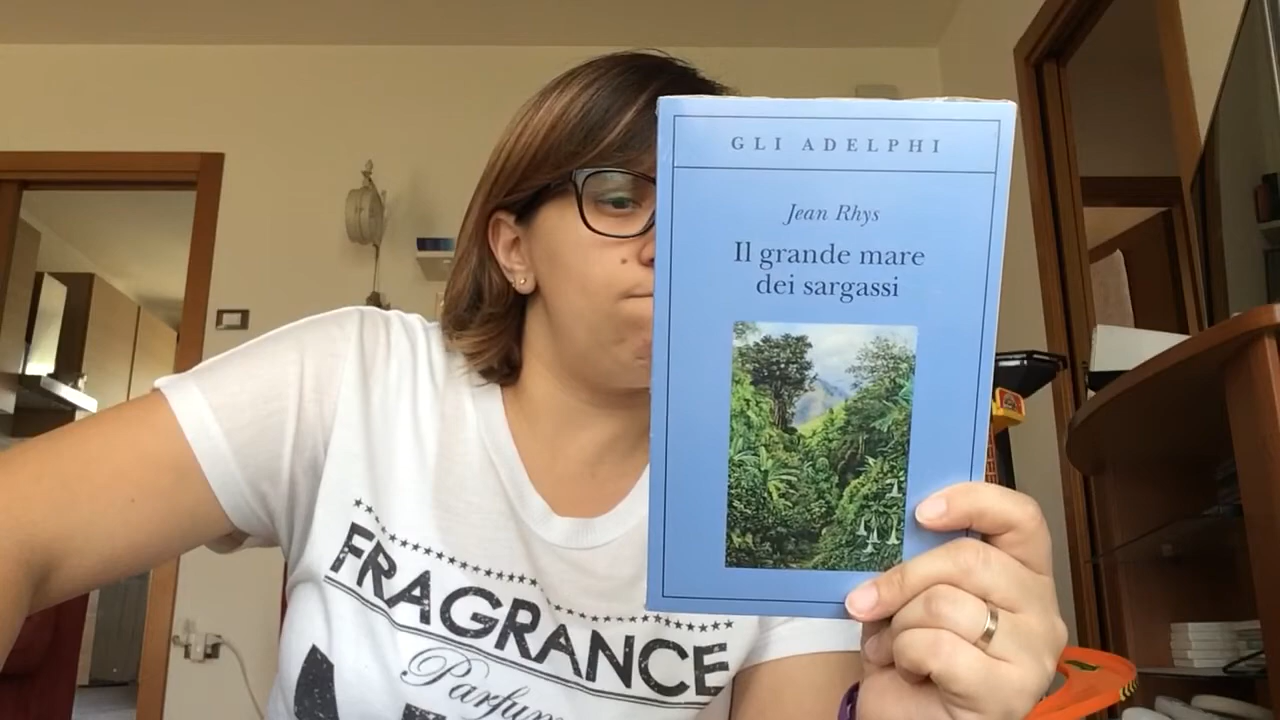 GLI ADELPHI
Jean Rhys
Il grande mare
dei sargassi
FRAGRANCE